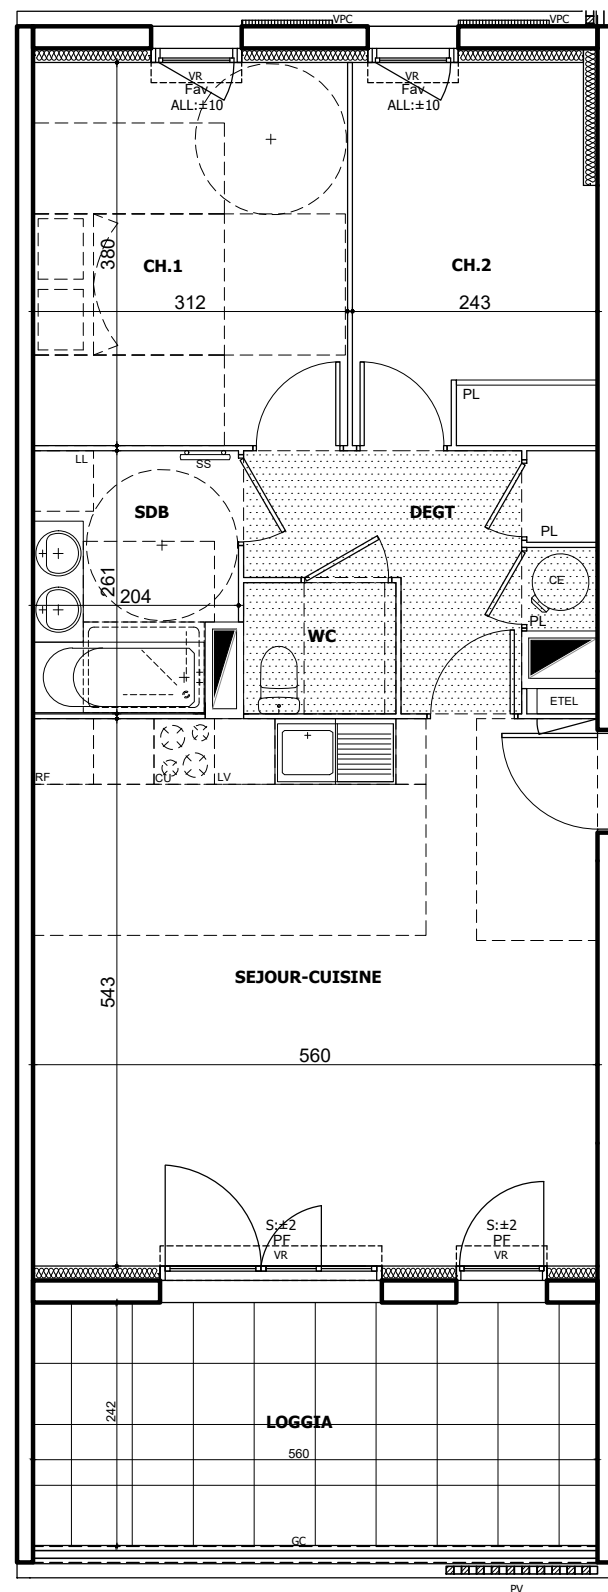 VPC
VPC
VR
Fav
ALL:±10
VR
Fav
ALL:±10
380
CH.1
CH.2
312
243
PL
LL
SS
SDB
DEGT
PL
261
204
CE
WC
PL
ETEL
RF
CU
LV
SEJOUR-CUISINE
543
560
S:±2
PF
VR
S:±2
PF
VR
242
LOGGIA
560
GC
PV